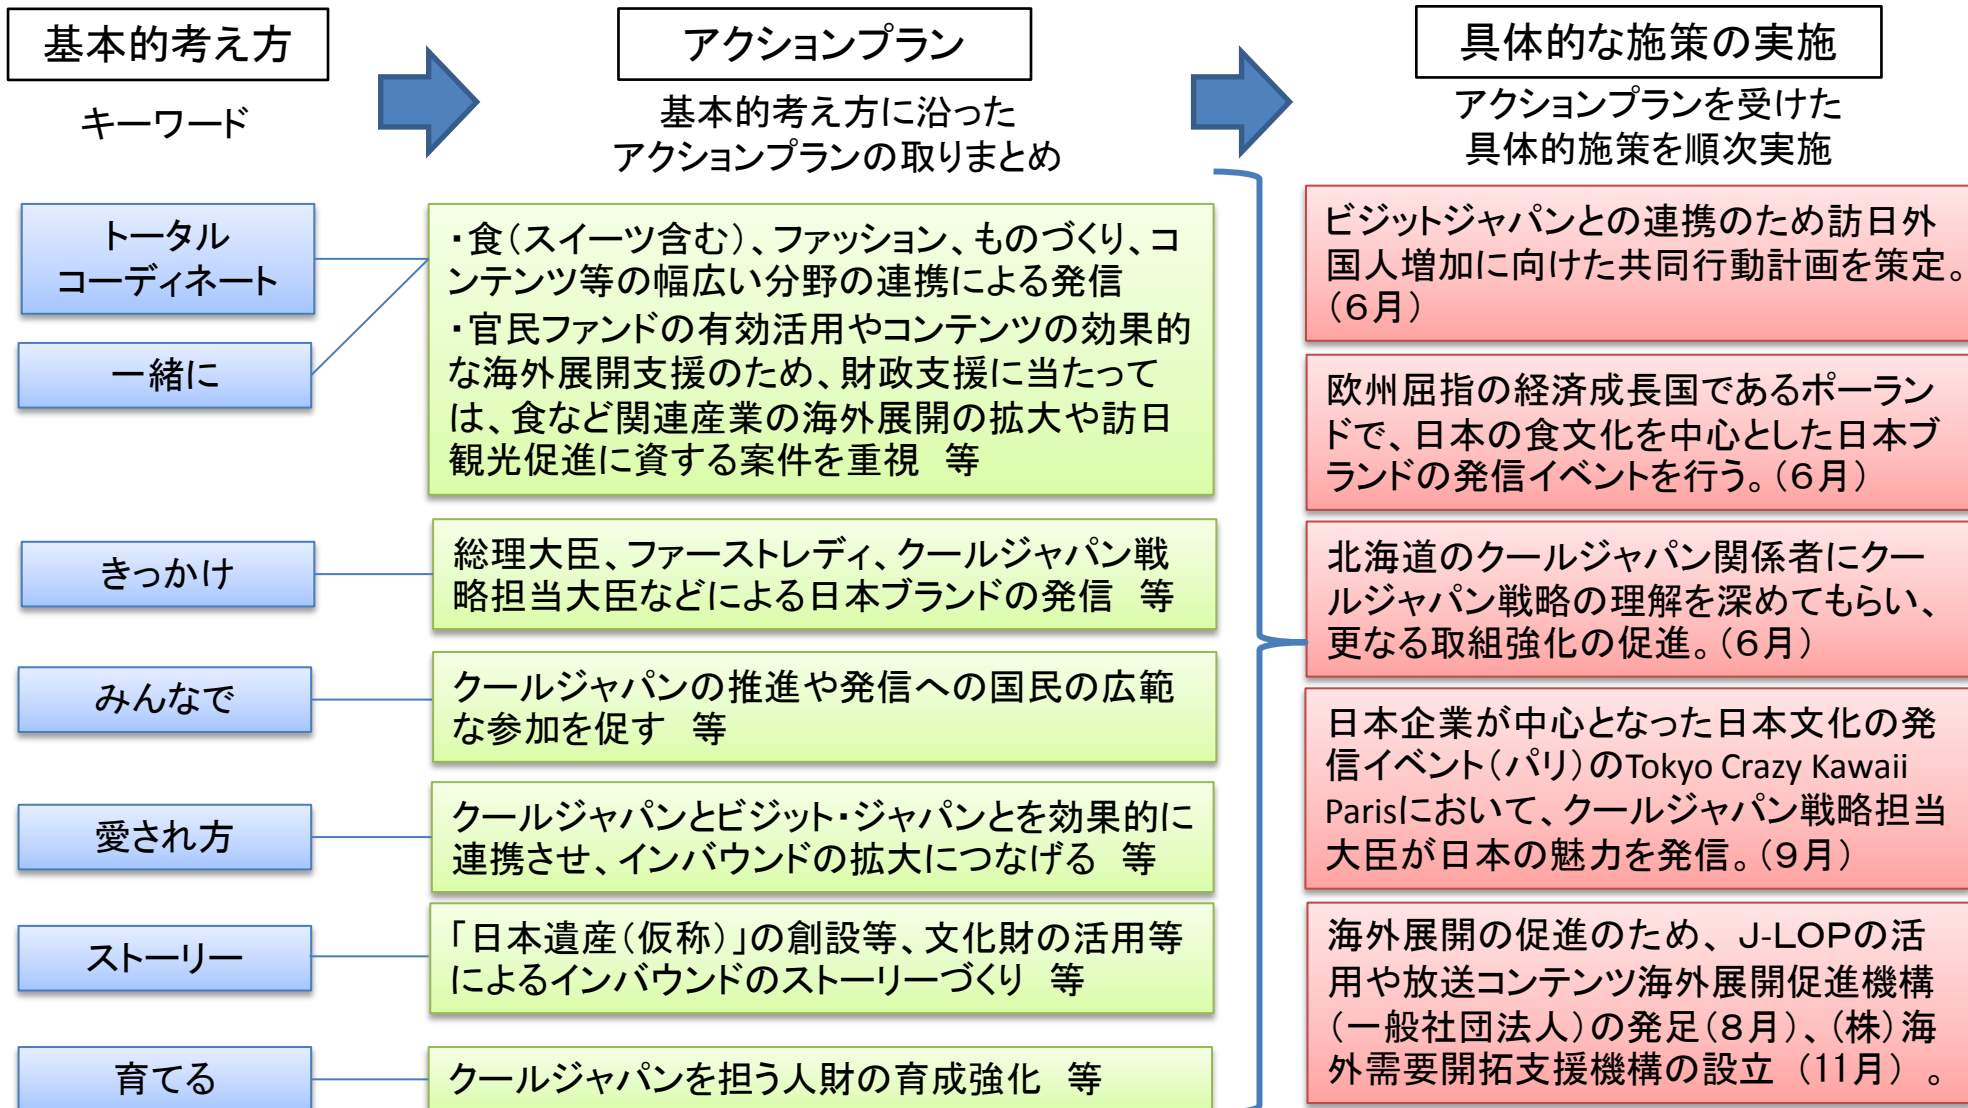 基本的考え方
キーワード
アクションプラン
基本的考え方に沿った
アクションプランの取りまとめ
具体的な施策の実施
アクションプランを受けた
具体的施策を順次実施
トータル
コーディネート
一緒に
・食（スイーツ含む）、ファッション、ものづくり、コ
ンテンツ等の幅広い分野の連携による発信
・官民ファンドの有効活用やコンテンツの効果的
な海外展開支援のため、財政支援に当たって
は、食など関連産業の海外展開の拡大や訪日
観光促進に資する案件を重視　等
きっかけ
総理大臣、ファーストレディ、クールジャパン戦
略担当大臣などによる日本ブランドの発信　等
みんなで
クールジャパンの推進や発信への国民の広範
な参加を促す　等
愛され方
クールジャパンとビジット・ジャパンとを効果的に
連携させ、インバウンドの拡大につなげる　等
ストーリー
「日本遺産（仮称）」の創設等、文化財の活用等
によるインバウンドのストーリーづくり　等
育てる
クールジャパンを担う人財の育成強化　等
ビジットジャパンとの連携のため訪日外
国人増加に向けた共同行動計画を策定。
（６月）
欧州屈指の経済成長国であるポーラン
ドで、日本の食文化を中心とした日本ブ
ランドの発信イベントを行う。（６月）
北海道のクールジャパン関係者にクー
ルジャパン戦略の理解を深めてもらい、
更なる取組強化の促進。（６月）
日本企業が中心となった日本文化の発
信イベント（パリ）のTokyo Crazy Kawaii
Parisにおいて、クールジャパン戦略担当
大臣が日本の魅力を発信。（９月）
海外展開の促進のため、Ｊ-ＬＯＰの活
用や放送コンテンツ海外展開促進機構
（一般社団法人）の発足（８月）、（株）海
外需要開拓支援機構の設立（11月）。